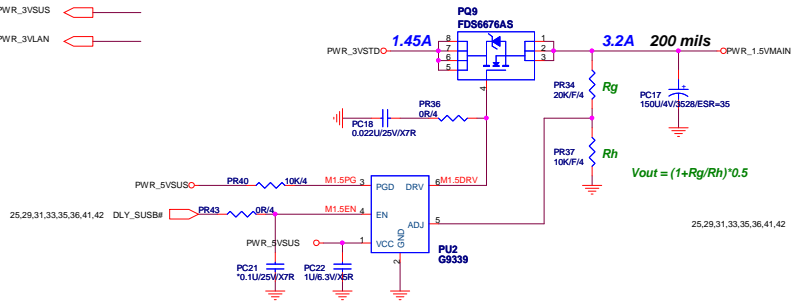 PWR_3VSUS
PWR_3VLAN
PQ9
FDS6676AS
PWR_3VSTD
1.45A
8
7
6
5
1
2
3
4
3.2A 200 mils
PWR_1.5VMAIN
PR34
20K/F/4
Rg
PC17
150U/4V/3528/ESR=35
+
PR36
0R/4
PC18
0.022U/25V/X7R
PR37
10K/F/4
Rh
Vout = (1+Rg/Rh)*0.5
PWR_5VSUS
PR40
10K/4
M1.5PG
3
PGD
DRV
6
M1.5DRV
25,29,31,33,35,36,41,42
DLY_SUSB#
PR43
0R/4
M1.5EN
4
EN
ADJ
5
25,29,31,33,35,36,41,42
PWR_5VSUS
1
VCC
GND
2
PU2
G9339
PC21
*0.1U/25V/X7R
PC22
1U/6.3V/X5R